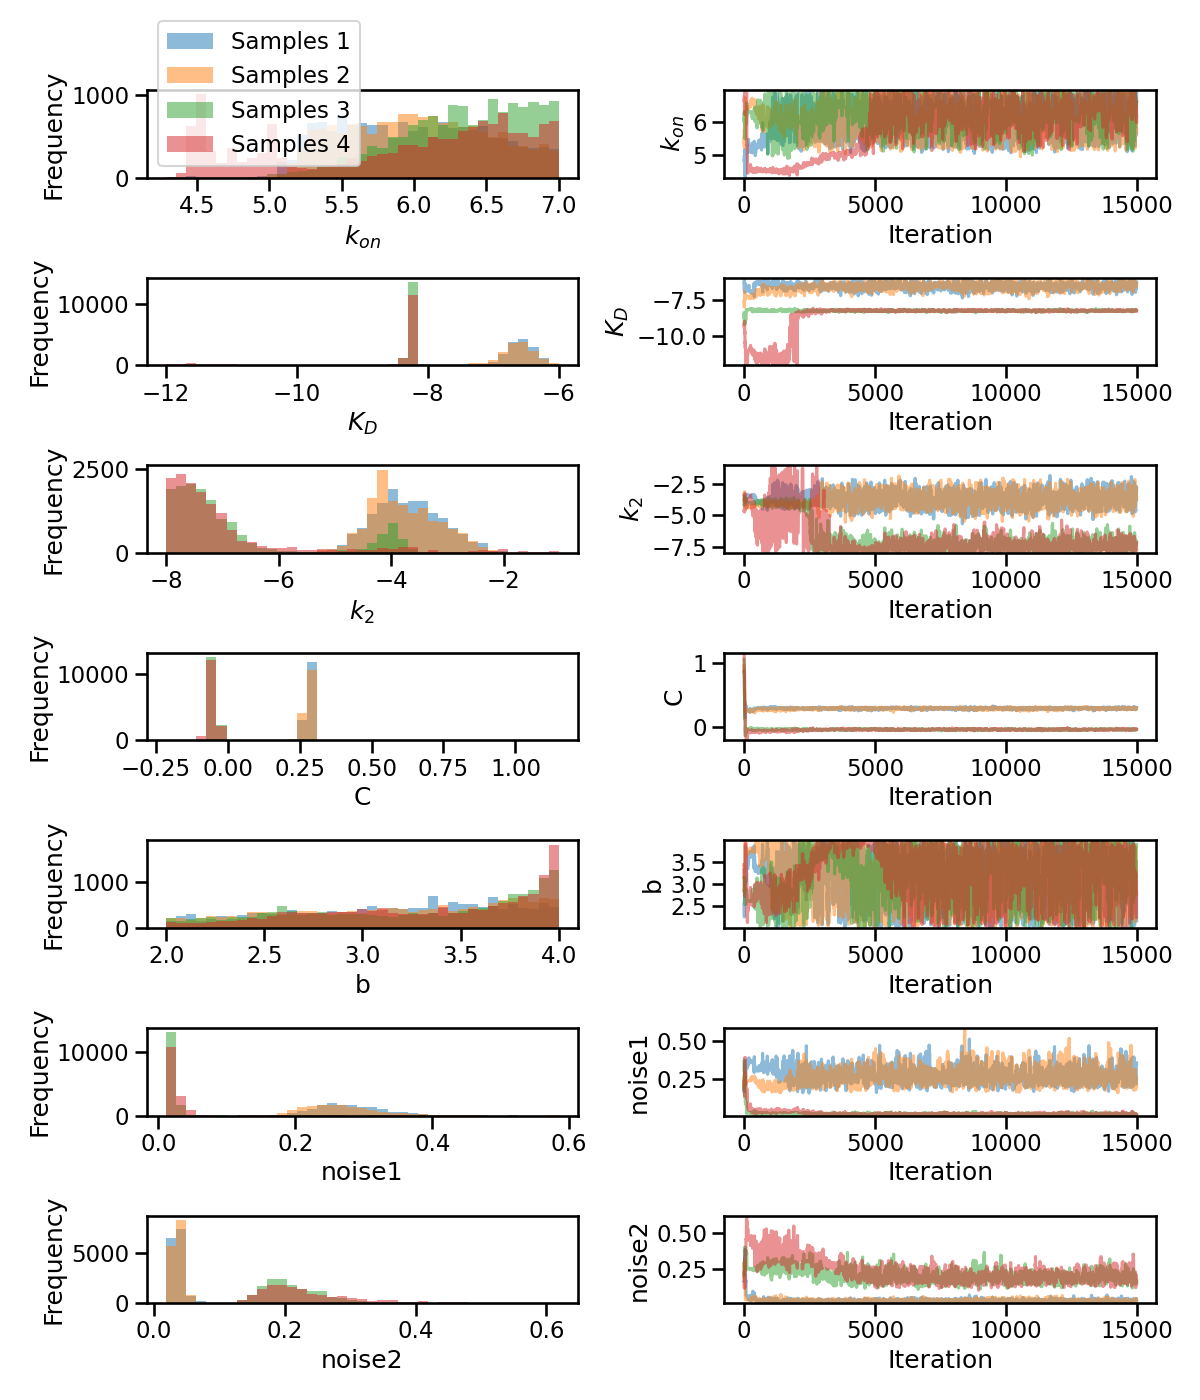 Samples 1
Samples 2
Samples 3
Samples 4
Frequency
1000
0
4.5 5.0 5.5 6.0 6.5 7.0
k_on
k_on
6
5
0 5000 10000 15000
Iteration
Frequency
10000
0
−12 −10 −8 −6
K_D
K_D
−7.5
−10.0
0 5000 10000 15000
Iteration
Frequency
2500
0
−8 −6 −4 −2
k_2
k_2
−2.5
−5.0
−7.5
0 5000 10000 15000
Iteration
Frequency
10000
0
−0.25 0.00 0.25 0.50 0.75 1.00
C
C
1
0
0 5000 10000 15000
Iteration
Frequency
1000
0
2.0 2.5 3.0 3.5 4.0
b
b
3.5
3.0
2.5
0 5000 10000 15000
Iteration
Frequency
10000
0
0.0 0.2 0.4 0.6
noise1
noise1
0.50
0.25
0 5000 10000 15000
Iteration
Frequency
5000
0
0.0 0.2 0.4 0.6
noise2
noise2
0.50
0.25
0 5000 10000 15000
Iteration